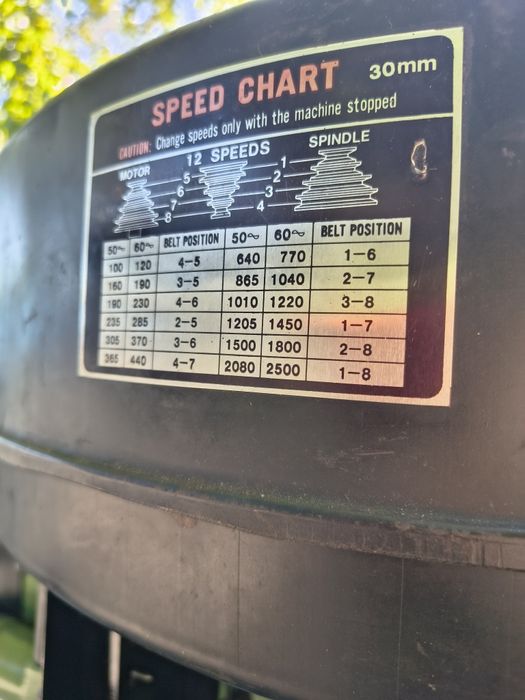 SPEED CHART 30mm
CAUTION: Change speeds only with the machine stopped
MOTOR 12 SPEEDS SPINDLE
5 1
6 2
7 3
8 4
50~ 60~ BELT POSITION 50~ 60~ BELT POSITION
100 120 4-5 640 770 1-6
160 190 3-5 865 1040 2-7
190 230 4-6 1010 1220 3-8
235 285 2-5 1205 1450 1-7
305 370 3-6 1500 1800 2-8
365 440 4-7 2080 2500 1-8